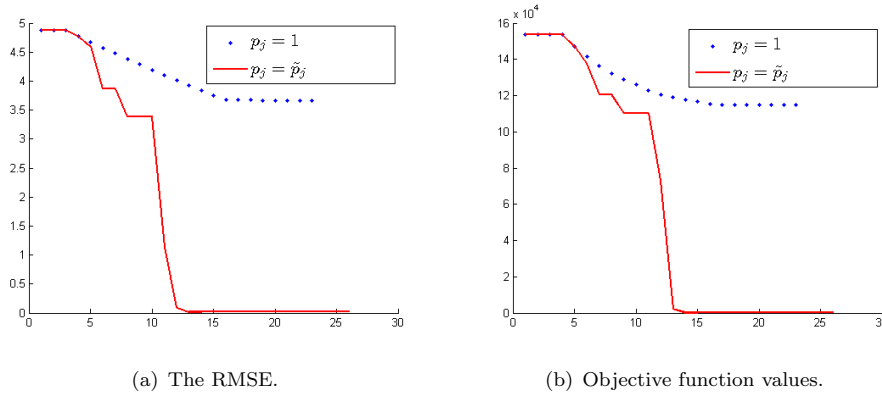 5
4.5
4
3.5
3
2.5
2
1.5
1
0.5
0
0 5 10 15 20 25 30
p_j = 1
p_j = p̃_j
(a) The RMSE.
16 x 10^4
14
12
10
8
6
4
2
0
0 5 10 15 20 25 3
p_j = 1
p_j = p̃_j
(b) Objective function values.